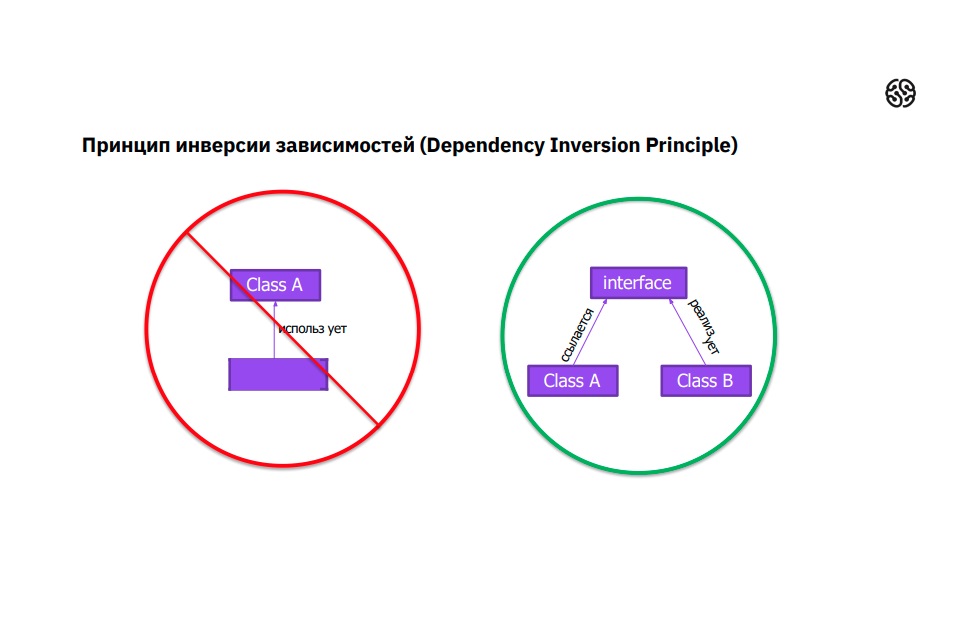 Принцип инверсии зависимостей (Dependency Inversion Principle)
Class A
использ ует
interface
ссылается
реализ ует
Class A
Class B